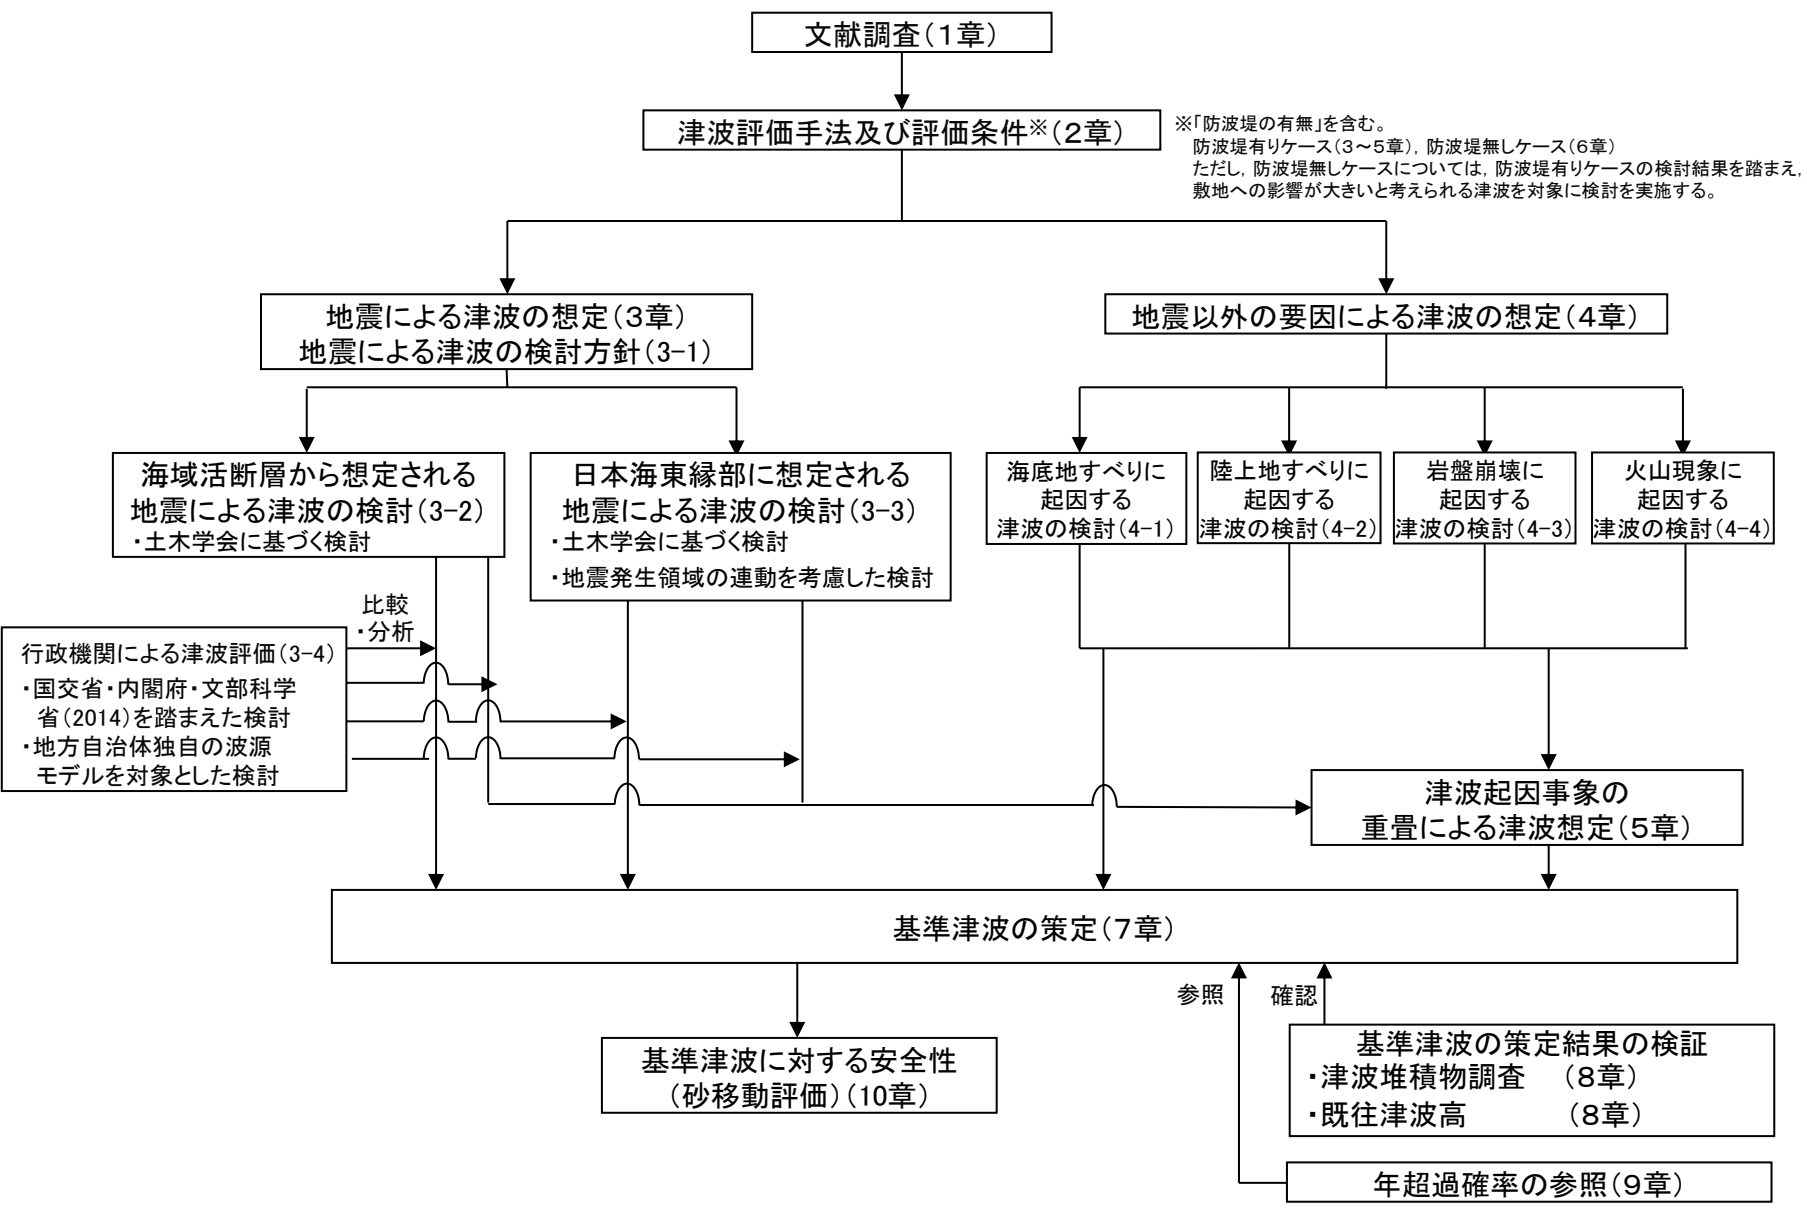 文献調査(１章)
津波評価手法及び評価条件※(２章)
※｢防波堤の有無｣を含む。
防波堤有りケース(３～５章)，防波堤無しケース(６章)
ただし，防波堤無しケースについては，防波堤有りケースの検討結果を踏まえ，
敷地への影響が大きいと考えられる津波を対象に検討を実施する。
地震による津波の想定(３章)
地震による津波の検討方針(3-1)
地震以外の要因による津波の想定(４章)
海域活断層から想定される
地震による津波の検討(3-2)
・土木学会に基づく検討
日本海東縁部に想定される
地震による津波の検討(3-3)
・土木学会に基づく検討
・地震発生領域の連動を考慮した検討
海底地すべりに
起因する
津波の検討(4-1)
陸上地すべりに
起因する
津波の検討(4-2)
岩盤崩壊に
起因する
津波の検討(4-3)
火山現象に
起因する
津波の検討(4-4)
比較
・分析
行政機関による津波評価(3-4)
・国交省・内閣府・文部科学
省(2014)を踏まえた検討
・地方自治体独自の波源
モデルを対象とした検討
津波起因事象の
重畳による津波想定(５章)
基準津波の策定(７章)
参照
確認
基準津波に対する安全性
(砂移動評価)(10章)
基準津波の策定結果の検証
・津波堆積物調査 (８章)
・既往津波高 (８章)
年超過確率の参照(９章)